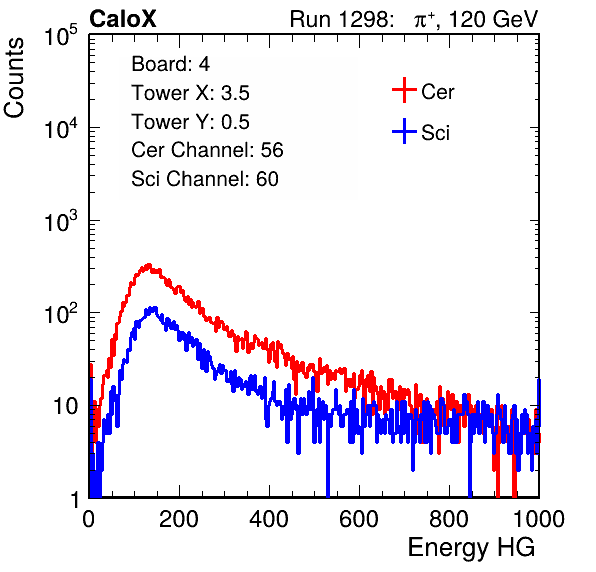 CaloX Run 1298: π⁺, 120 GeV
Counts
10⁵
10⁴
10³
10²
10
1
Board: 4
Tower X: 3.5
Tower Y: 0.5
Cer Channel: 56
Sci Channel: 60
Cer
Sci
0 200 400 600 800 1000
Energy HG